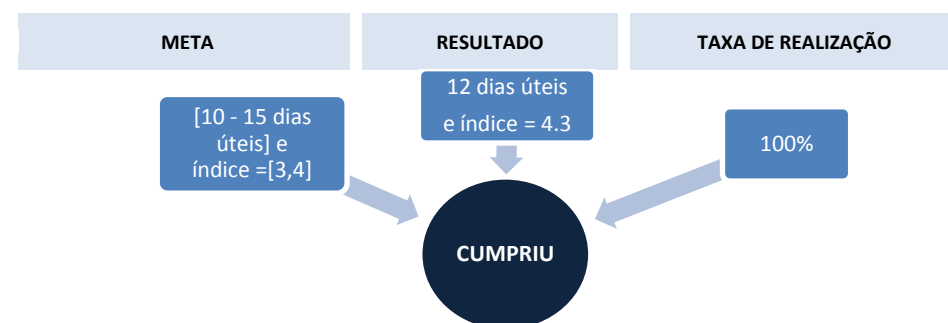 META
RESULTADO
TAXA DE REALIZAÇÃO
[10 - 15 dias
úteis] e
índice =[3,4]
12 dias úteis
e índice = 4.3
100%
CUMPRIU